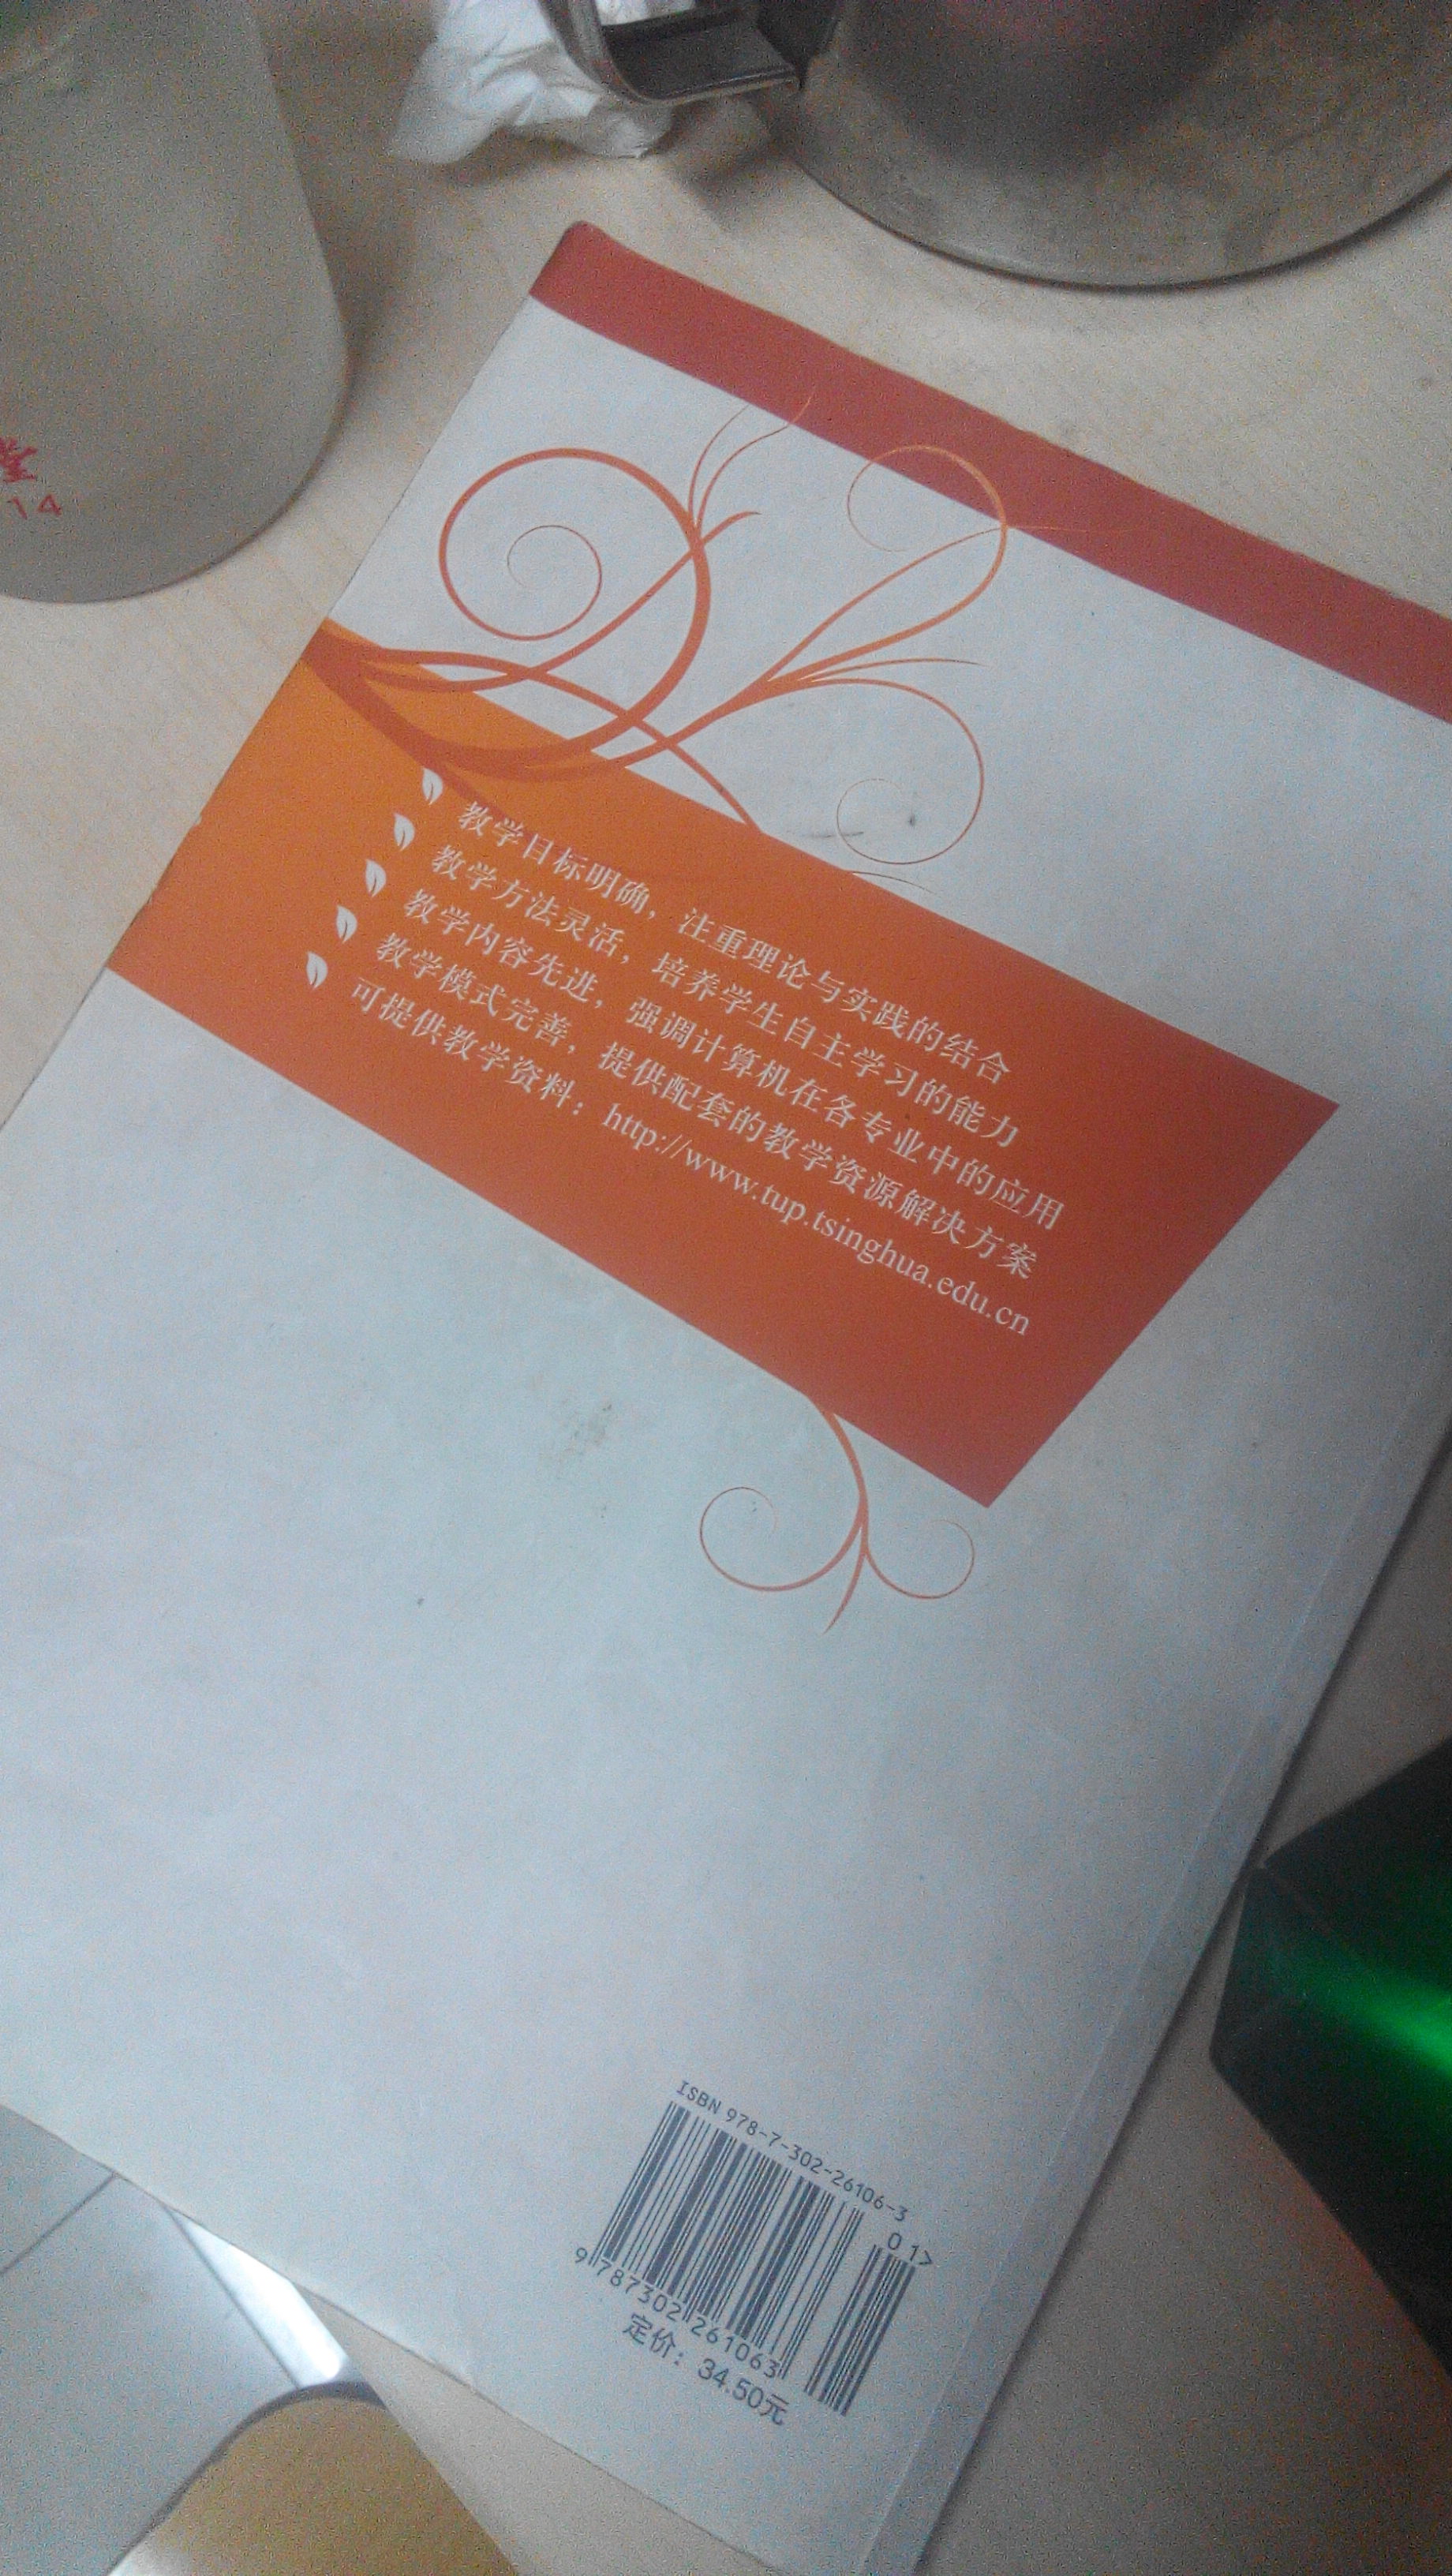 堂
14
教学目标明确，注重理论与实践的结合
教学方法灵活，培养学生自主学习的能力
教学内容先进，强调计算机在各专业中的应用
教学模式完善，提供配套的教学资源解决方案
可提供教学资料：http://www.tup.tsinghua.edu.cn
ISBN 978-7-302-26106-3
01>
9 787302 261063
定价：34.50元